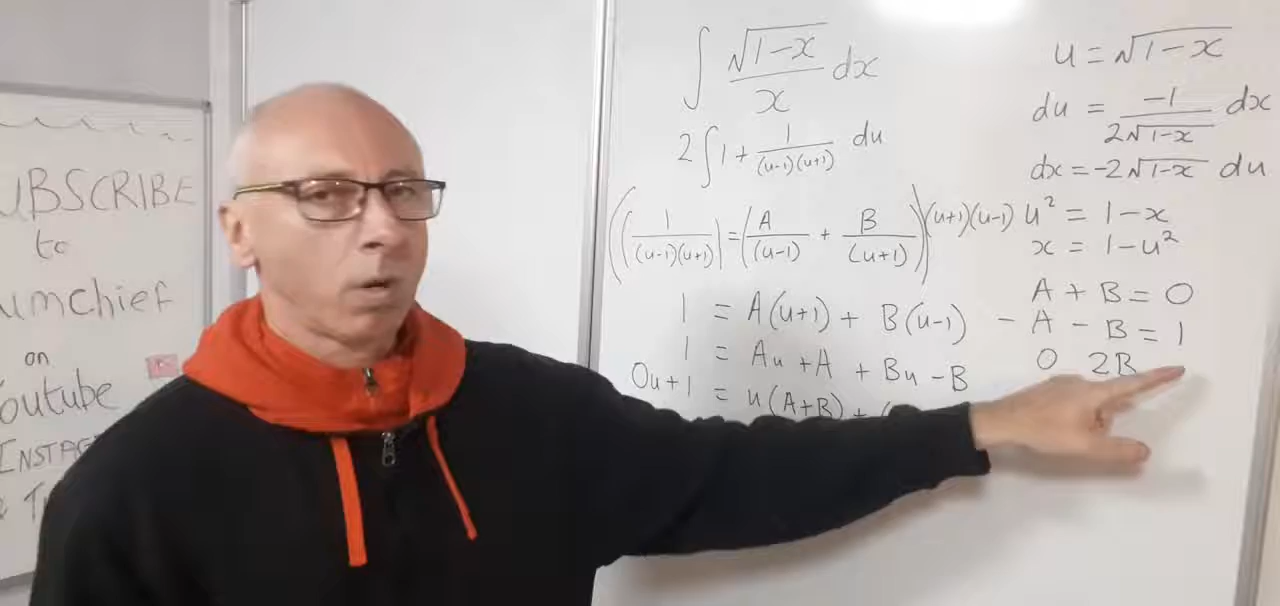 UBSCRIBE
to
umchief
on
outube
INSTAG
∫ √(1-x)/x dx
2∫ 1 + 1/((u-1)(u+1)) du
((1/((u-1)(u+1)) = (A/(u-1) + B/(u+1))(u+1)(u-1)
1 = A(u+1) + B(u-1)
1 = Au + A + Bu - B
0u+1 = u(A+B) + (
u = √(1-x)
du = -1/(2√(1-x)) dx
dx = -2√(1-x) du
u² = 1-x
x = 1-u²
A + B = 0
- A - B = 1
0 2B